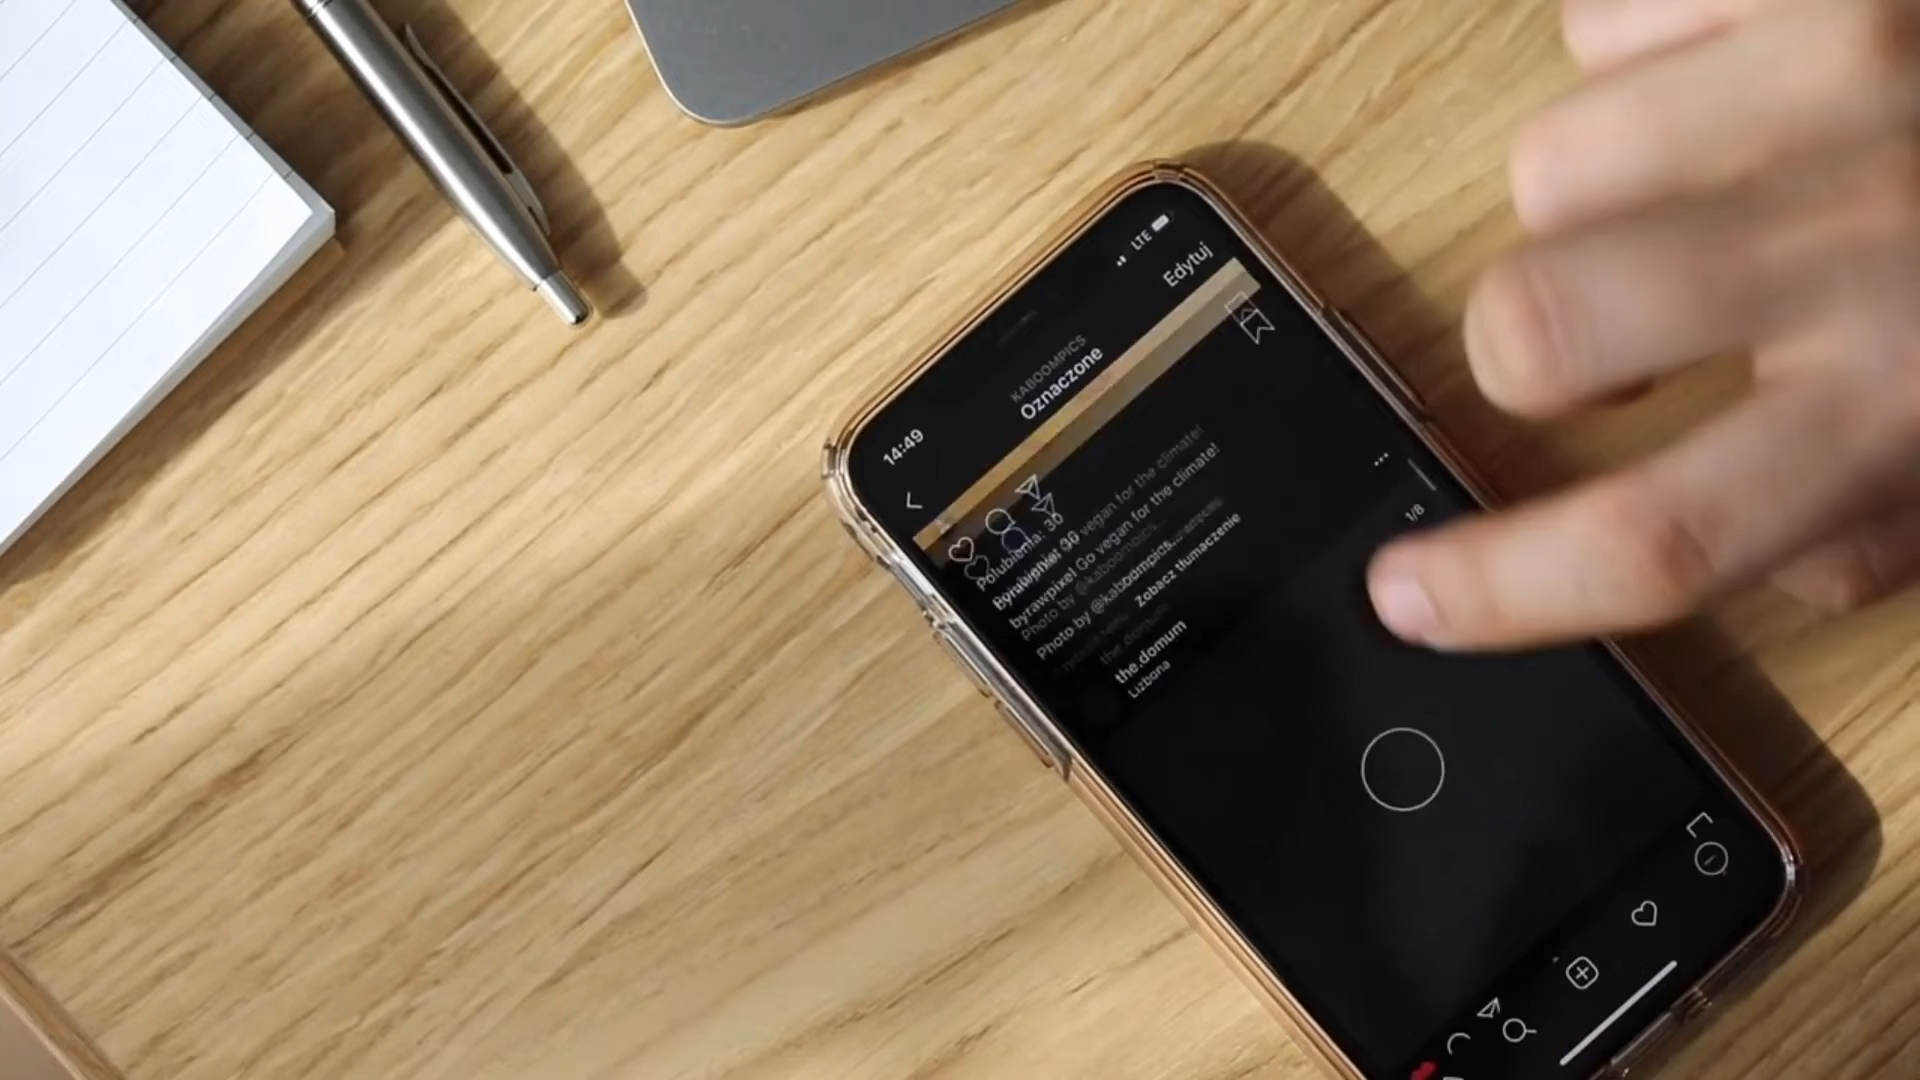 14:49
LTE
KABOOMPICS
Oznaczone
Edytuj
Polubienia: 30
byrawpixel Go vegan for the climate!
Photo by @kaboompics...
Zobacz tłumaczenie
the.domum
Lizbona
1/8